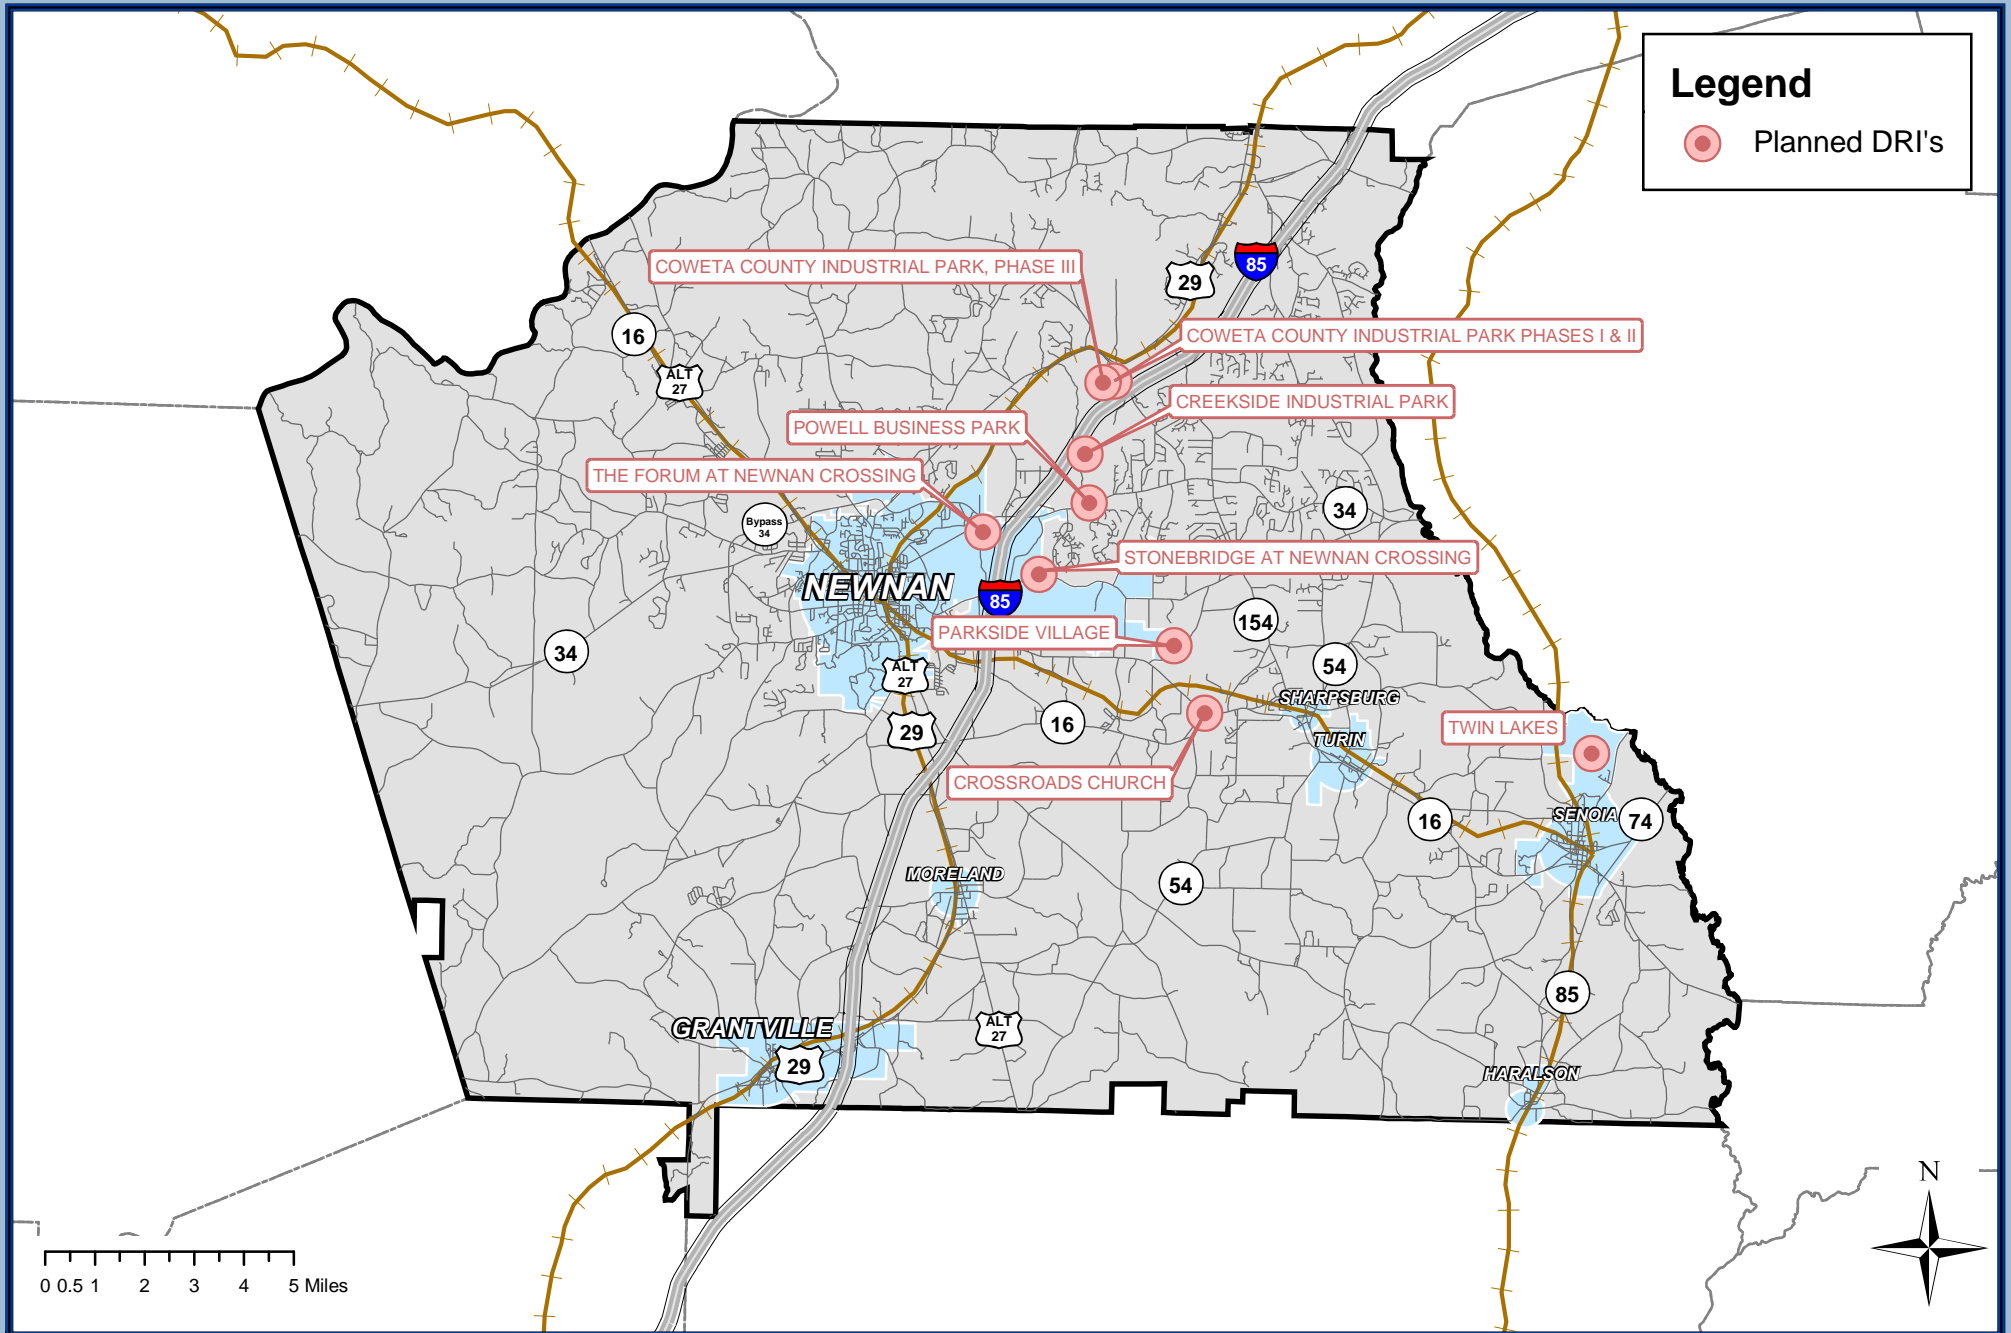 Legend
Planned DRI's
COWETA COUNTY INDUSTRIAL PARK, PHASE III
85
29
16
COWETA COUNTY INDUSTRIAL PARK PHASES I & II
ALT
27
CREEKSIDE INDUSTRIAL PARK
POWELL BUSINESS PARK
THE FORUM AT NEWNAN CROSSING
34
Bypass
34
STONEBRIDGE AT NEWNAN CROSSING
NEWNAN
85
154
PARKSIDE VILLAGE
34
54
ALT
27
SHARPSBURG
16
29
TWIN LAKES
TURIN
CROSSROADS CHURCH
SENOIA
74
16
MORELAND
54
85
GRANTVILLE
ALT
27
29
HARALSON
N
0 0.5 1 2 3 4 5 Miles